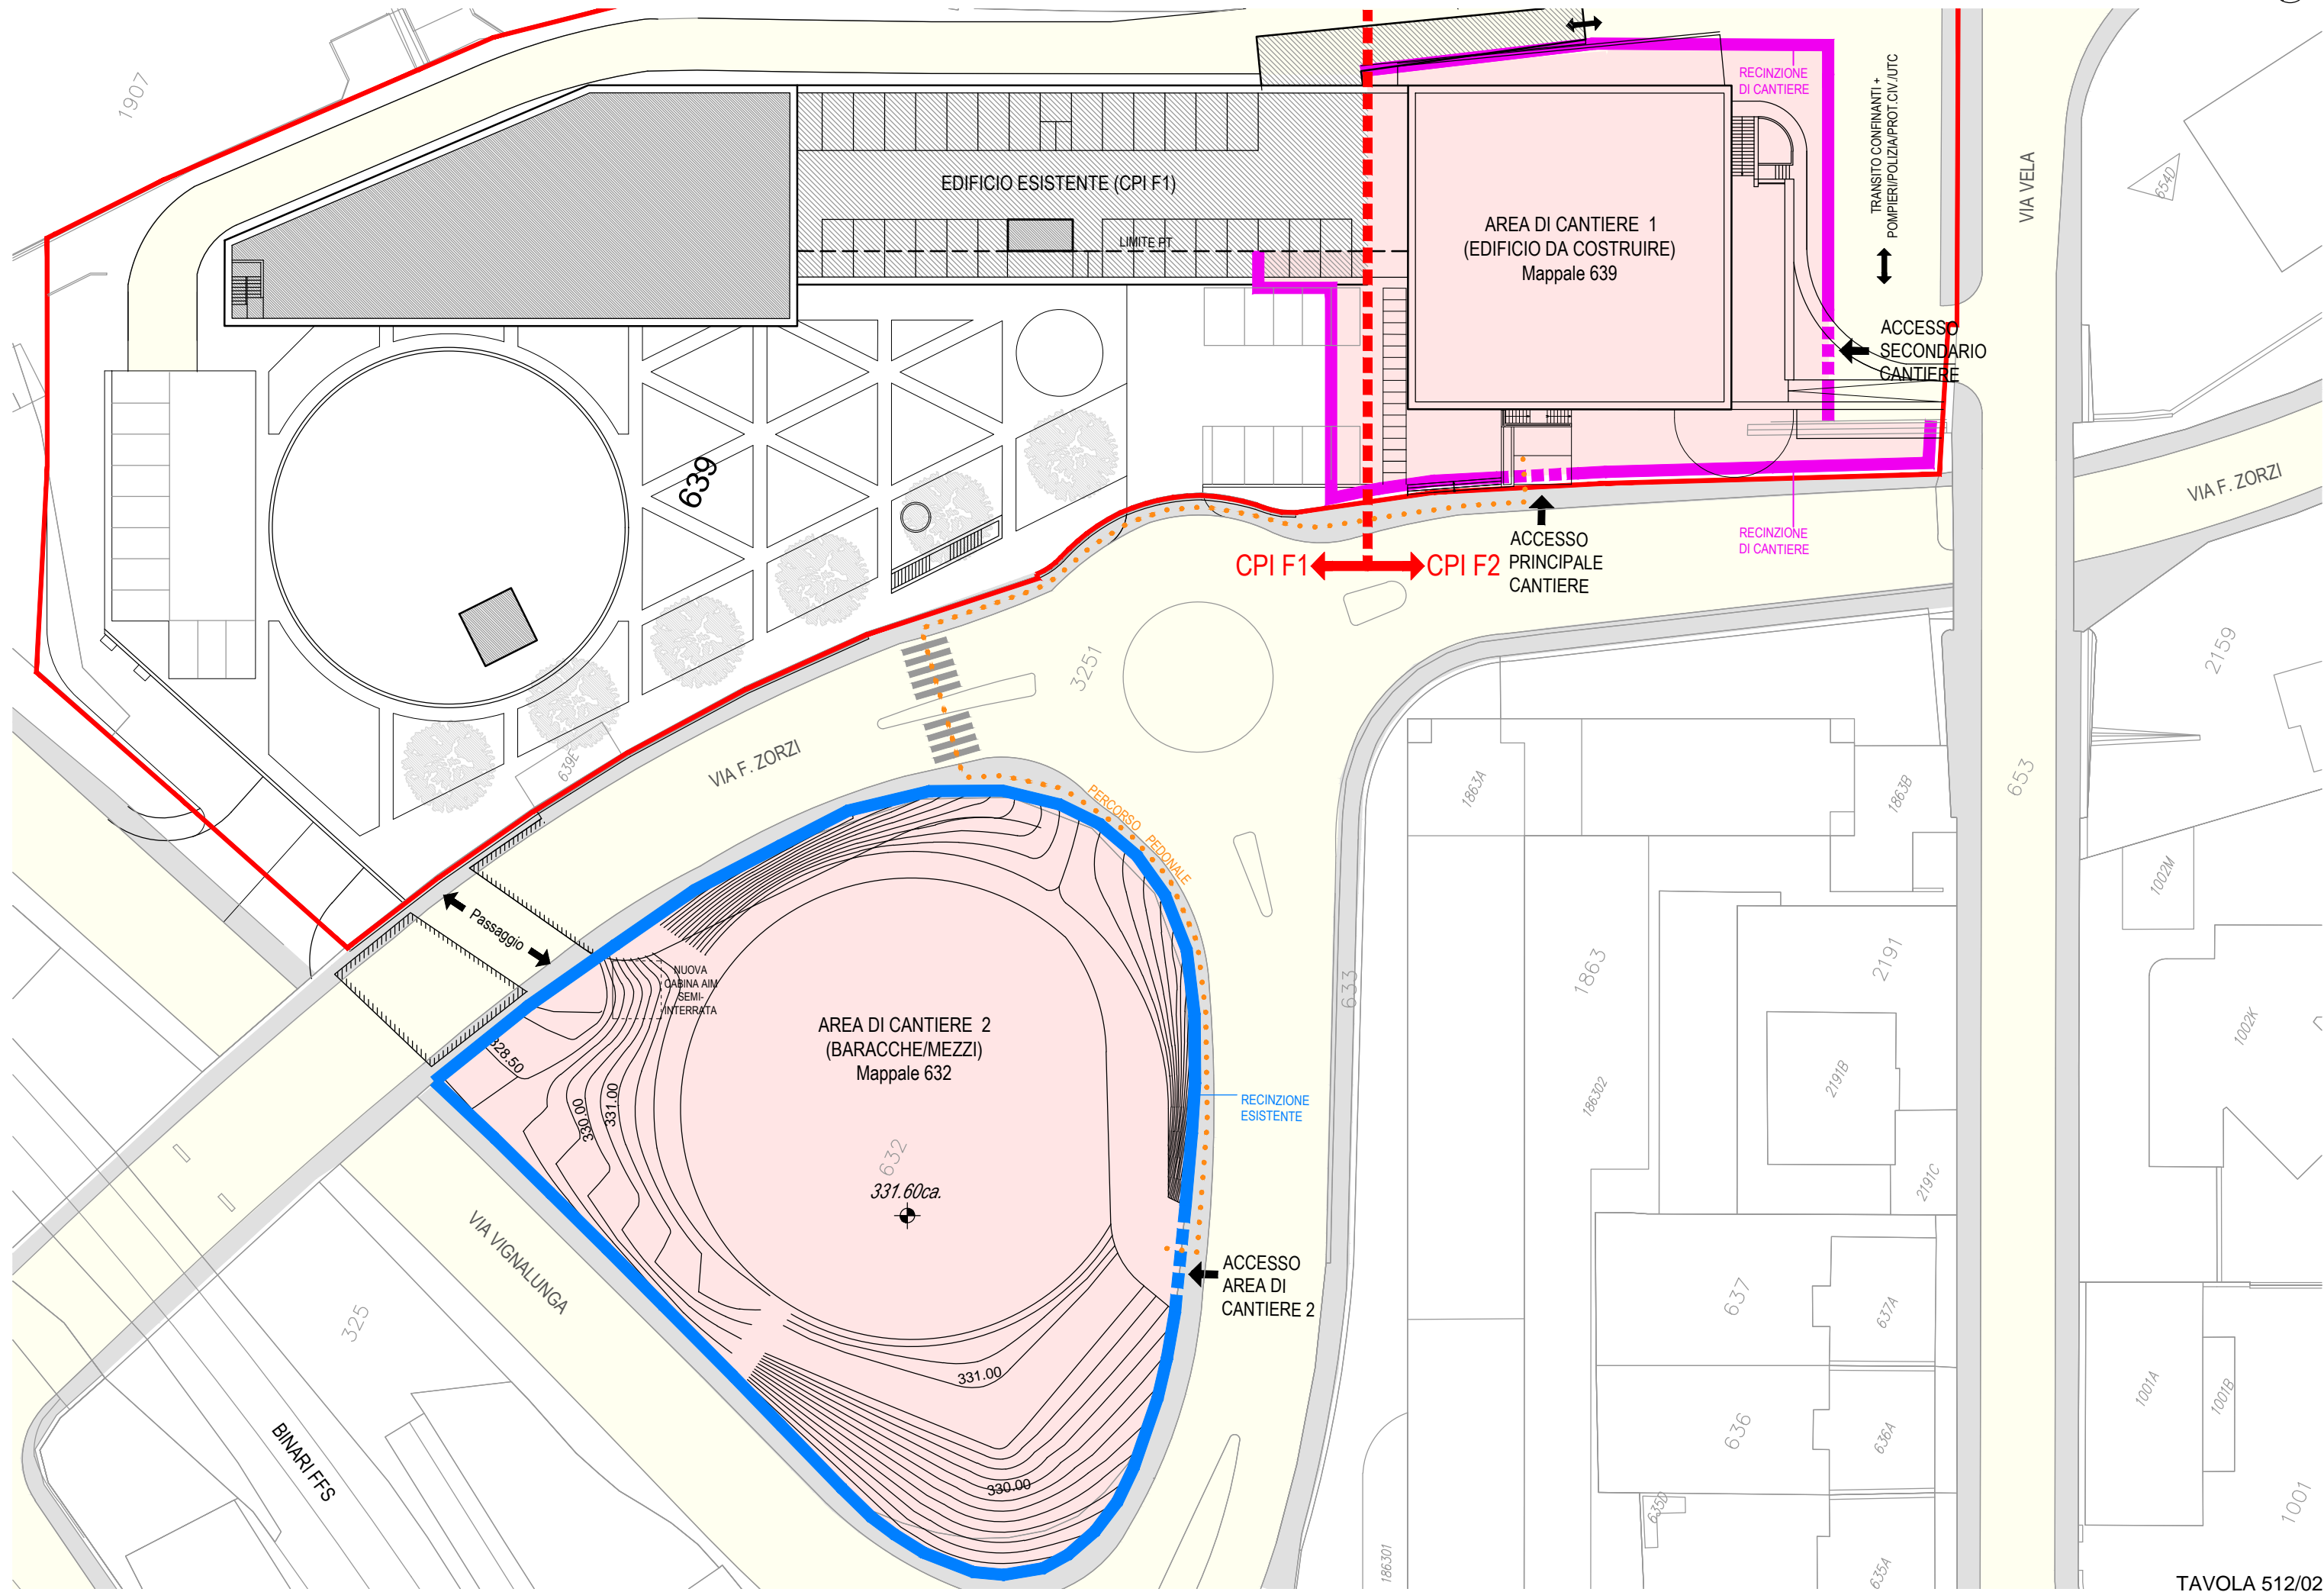 1907
RECINZIONE
DI CANTIERE
TRANSITO CONFINANTI +
POMPIERI/POLIZIA/PROT.CIV./UTC
VIA VELA
654D
EDIFICIO ESISTENTE (CPI F1)
LIMITE PT
AREA DI CANTIERE 1
(EDIFICIO DA COSTRUIRE)
Mappale 639
ACCESSO
SECONDARIO
CANTIERE
639
VIA F. ZORZI
RECINZIONE
DI CANTIERE
ACCESSO
PRINCIPALE
CANTIERE
CPI F1
CPI F2
3251
2159
639E
VIA F. ZORZI
653
1863A
1863B
PERCORSO PEDONALE
1002M
Passaggio
NUOVA
CABINA AIM
SEMI-
INTERRATA
AREA DI CANTIERE 2
(BARACCHE/MEZZI)
Mappale 632
633
1863
2191
1002K
328.50
330.00
331.00
RECINZIONE
ESISTENTE
186302
2191B
632
331.60ca.
2191C
VIA VIGNALUNGA
ACCESSO
AREA DI
CANTIERE 2
637
637A
325
331.00
1001A
1001B
636
636A
BINARI FFS
330.00
635D
1001
186301
635A
TAVOLA 512/02